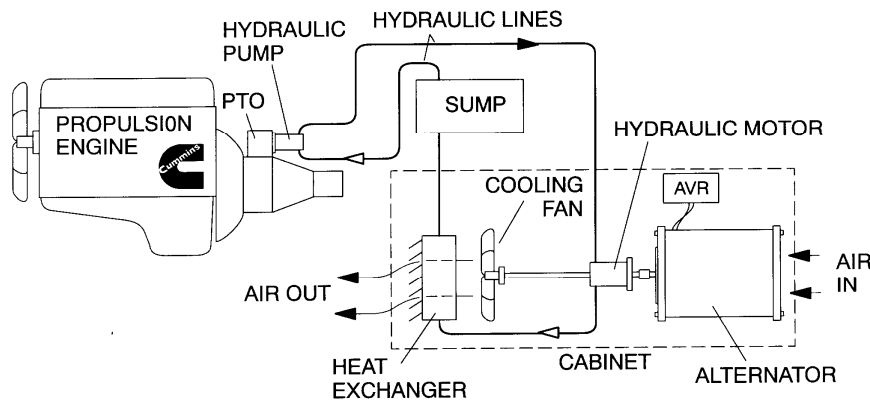 HYDRAULIC LINES
HYDRAULIC
PUMP
PTO
PROPULSION
ENGINE
Cummins
SUMP
HYDRAULIC MOTOR
COOLING
FAN
AVR
AIR OUT
AIR
IN
HEAT
EXCHANGER
CABINET
ALTERNATOR